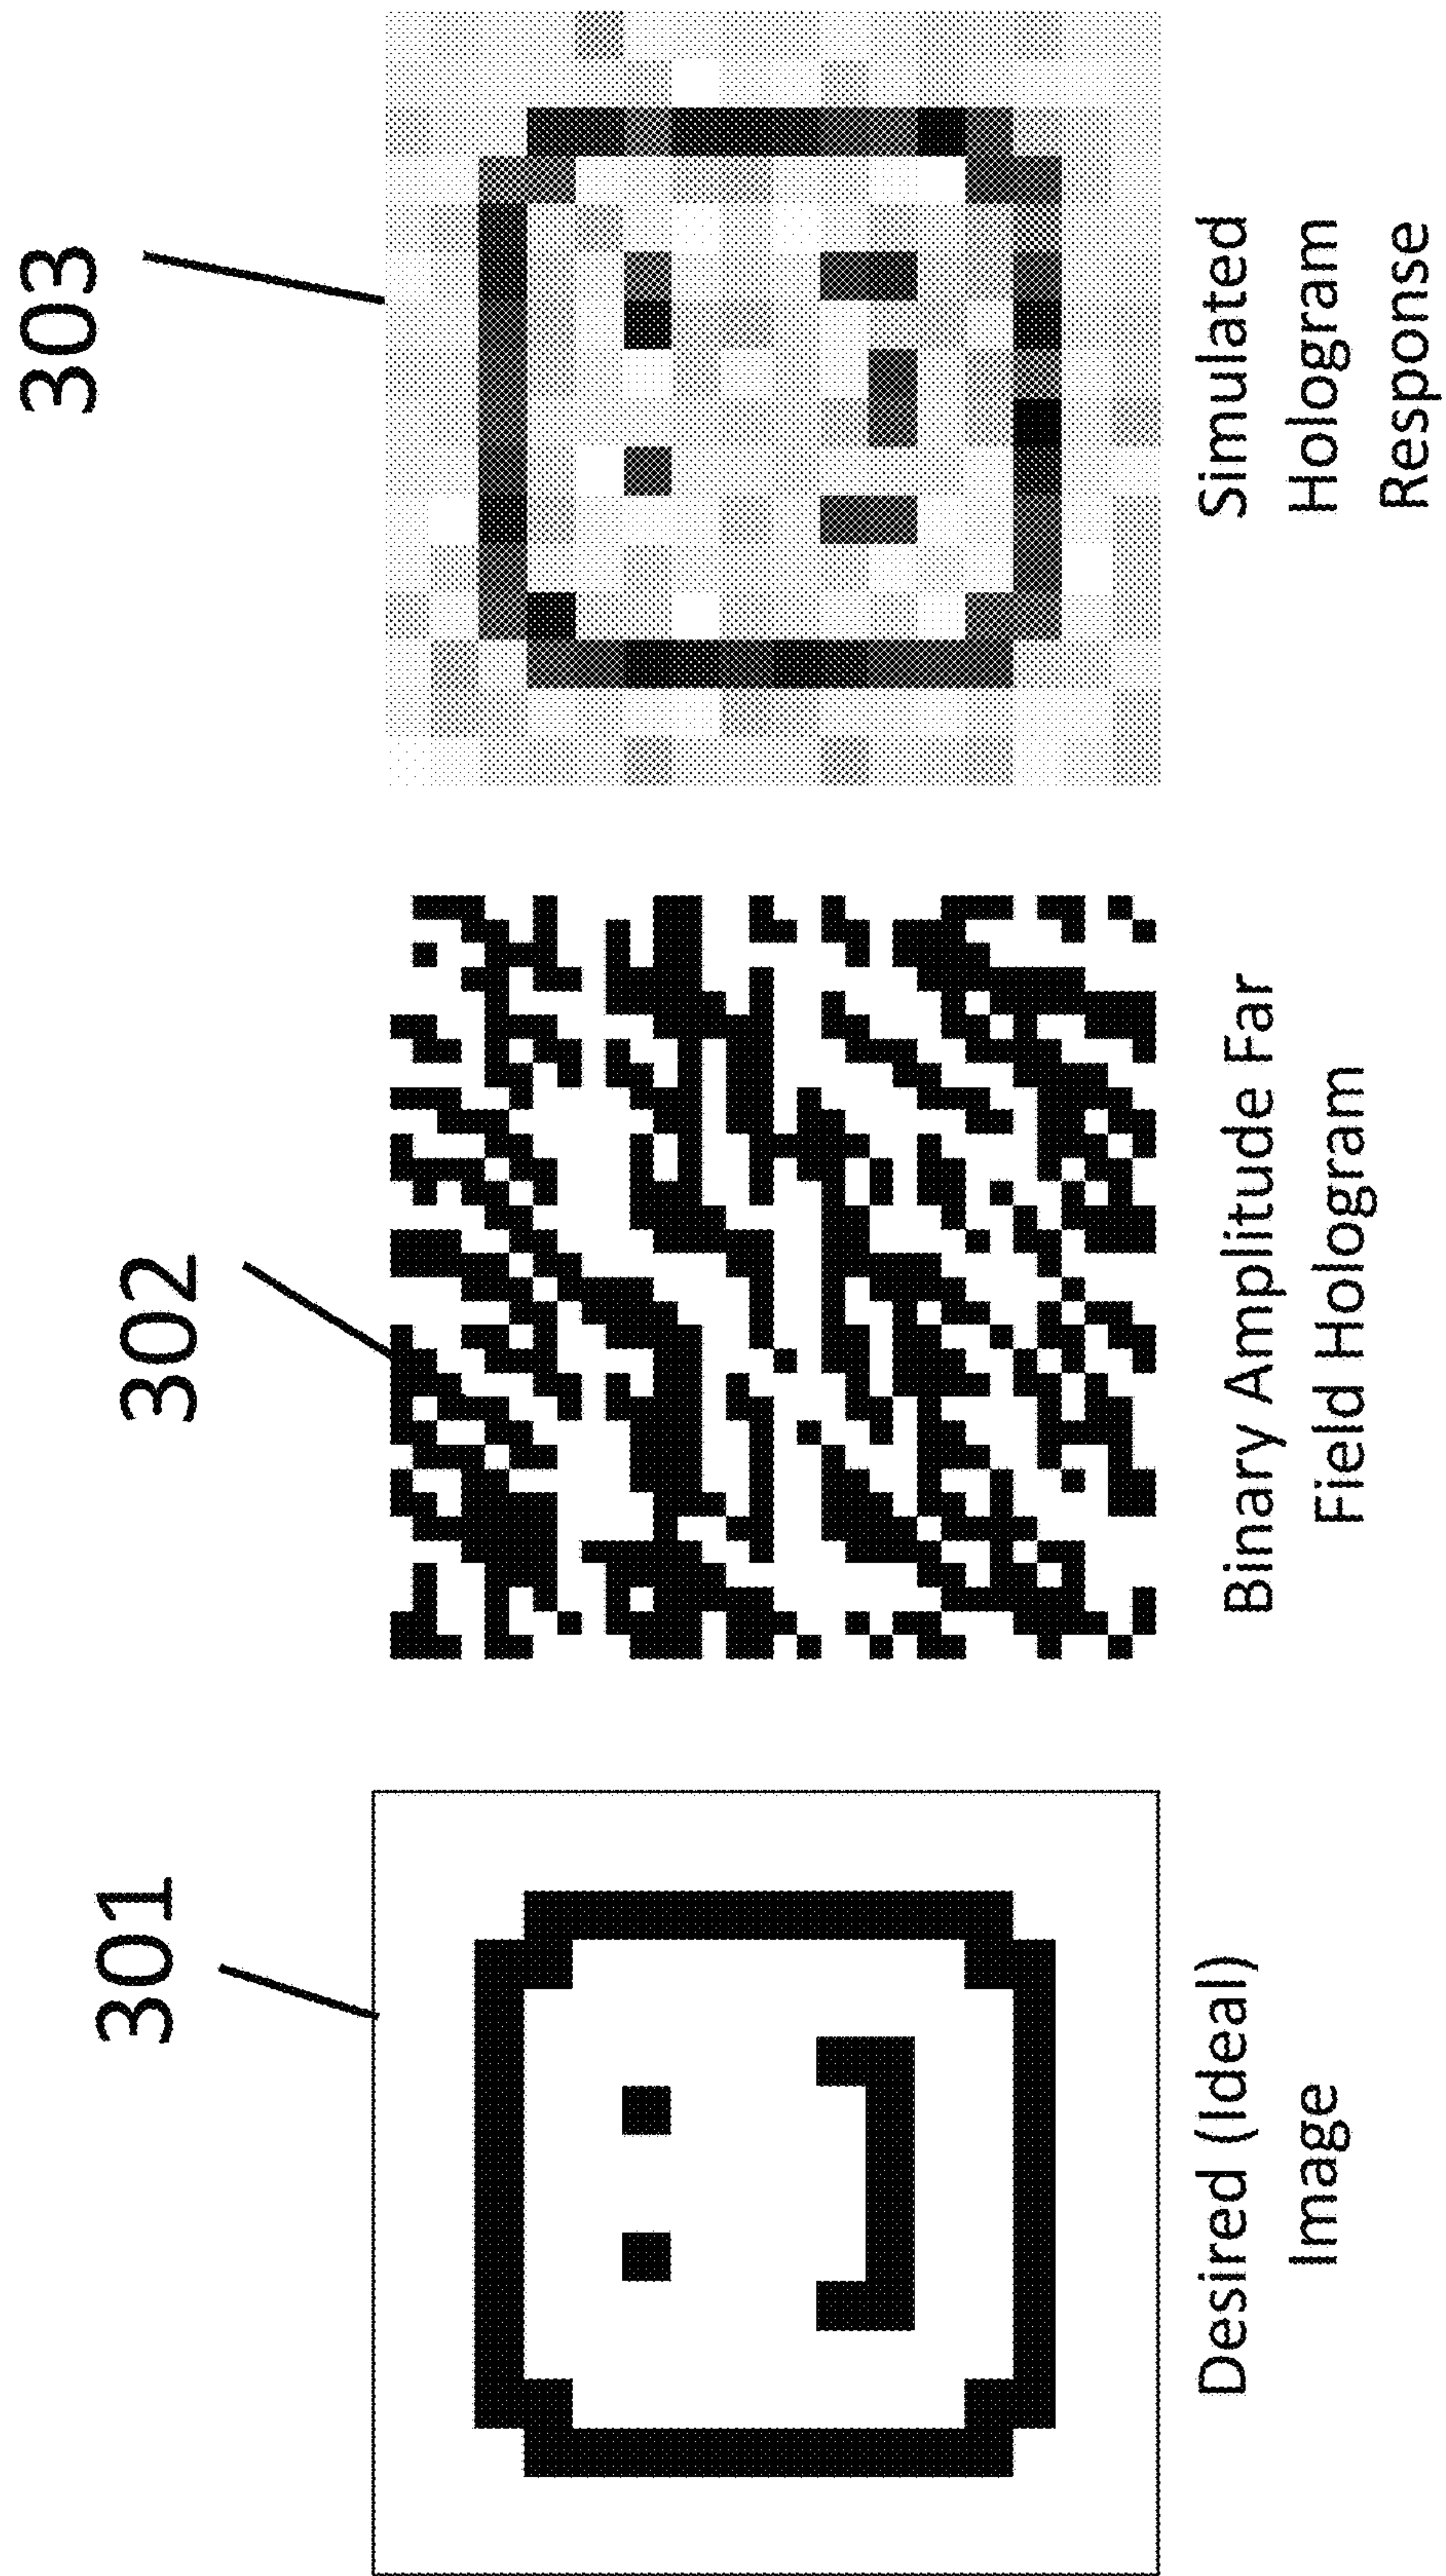 301
302
303
Desired (Ideal)
Image
Binary Amplitude Far
Field Hologram
Simulated
Hologram
Response